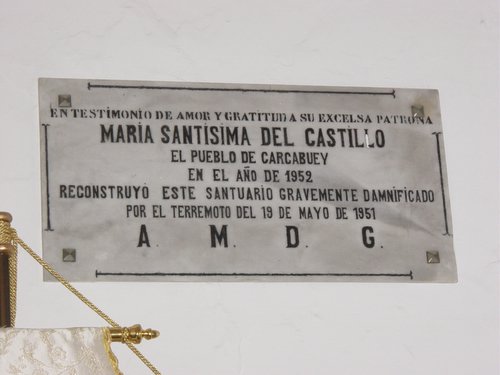 EN TESTIMONIO DE AMOR Y GRATITUD A SU EXCELSA PATRONA
MARÍA SANTÍSIMA DEL CASTILLO
EL PUEBLO DE CARCABUEY
EN EL AÑO DE 1952
RECONSTRUYÓ ESTE SANTUARIO GRAVEMENTE DAMNIFICADO
POR EL TERREMOTO DEL 19 DE MAYO DE 1951
A. M. D. G.